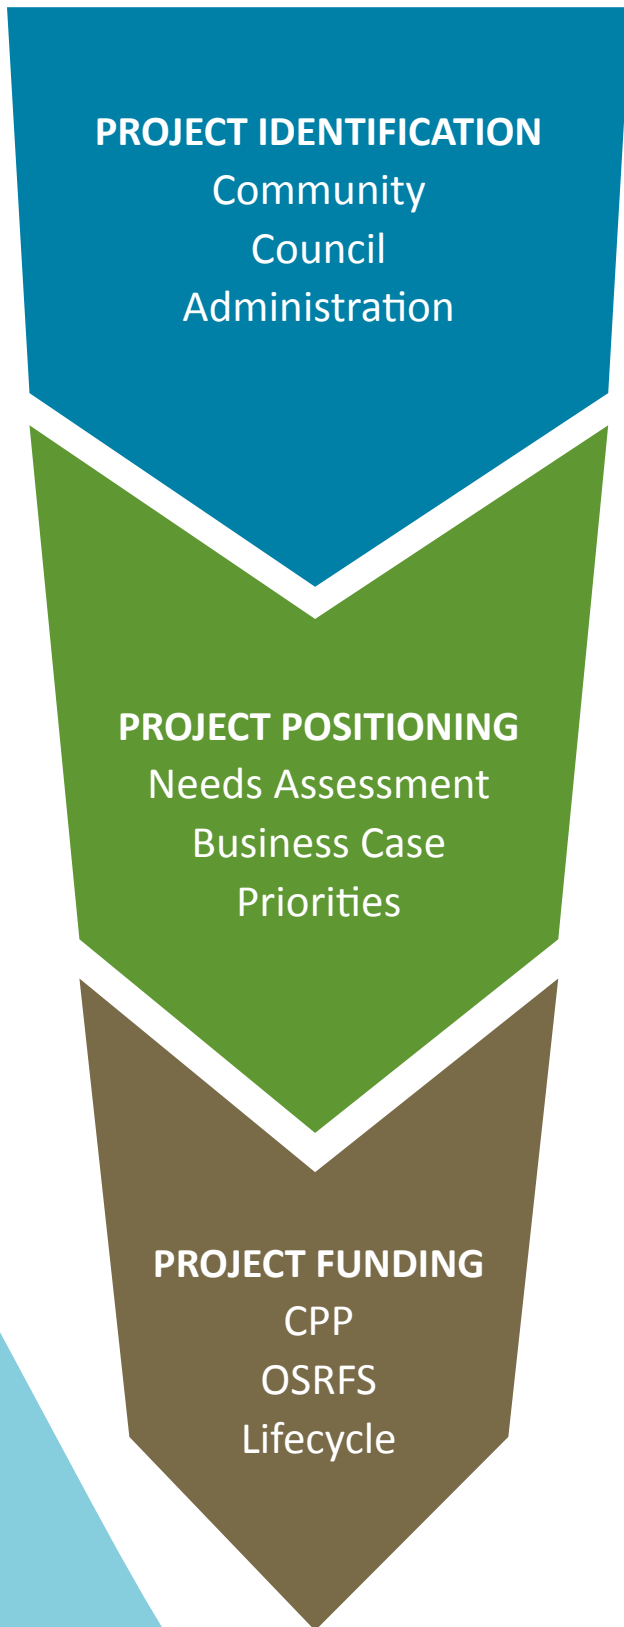 PROJECT IDENTIFICATION
Community
Council
Administration
PROJECT POSITIONING
Needs Assessment
Business Case
Priorities
PROJECT FUNDING
CPP
OSRFS
Lifecycle